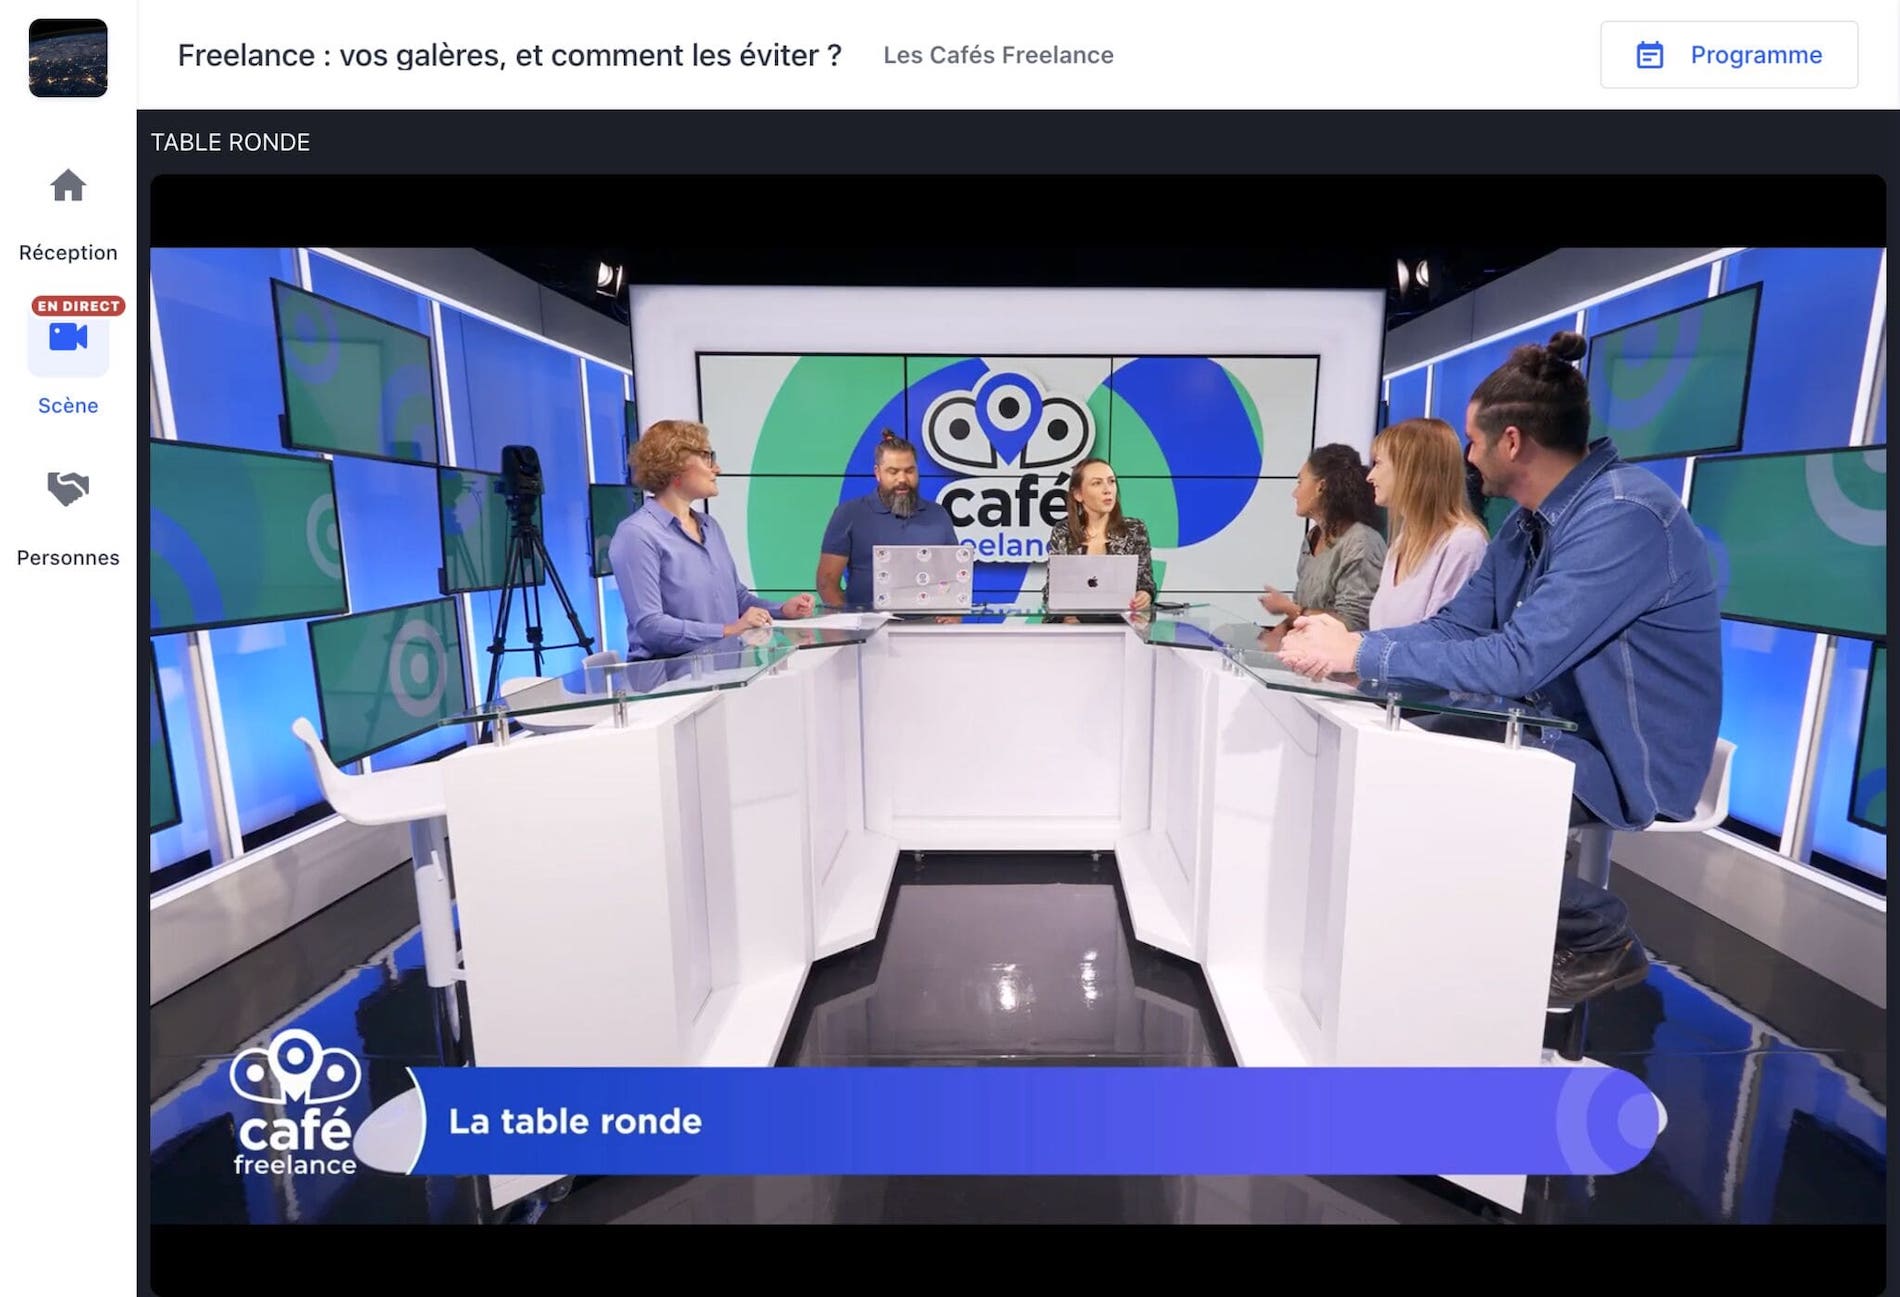 Freelance : vos galères, et comment les éviter ?
Les Cafés Freelance
Programme
TABLE RONDE
Réception
EN DIRECT
Scène
Personnes
café
eelan
café
freelance
La table ronde